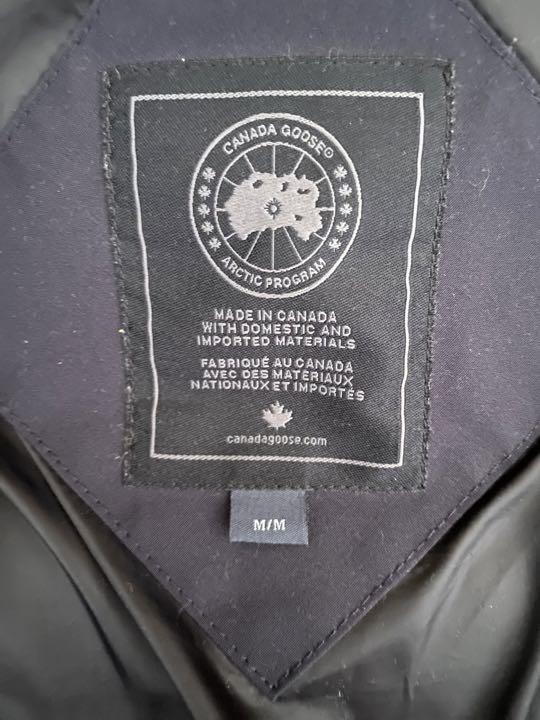 CANADA GOOSE®
ARCTIC PROGRAM
MADE IN CANADA
WITH DOMESTIC AND
IMPORTED MATERIALS
FABRIQUÉ AU CANADA
AVEC DES MATÉRIAUX
NATIONAUX ET IMPORTÉS
canadagoose.com
M/M